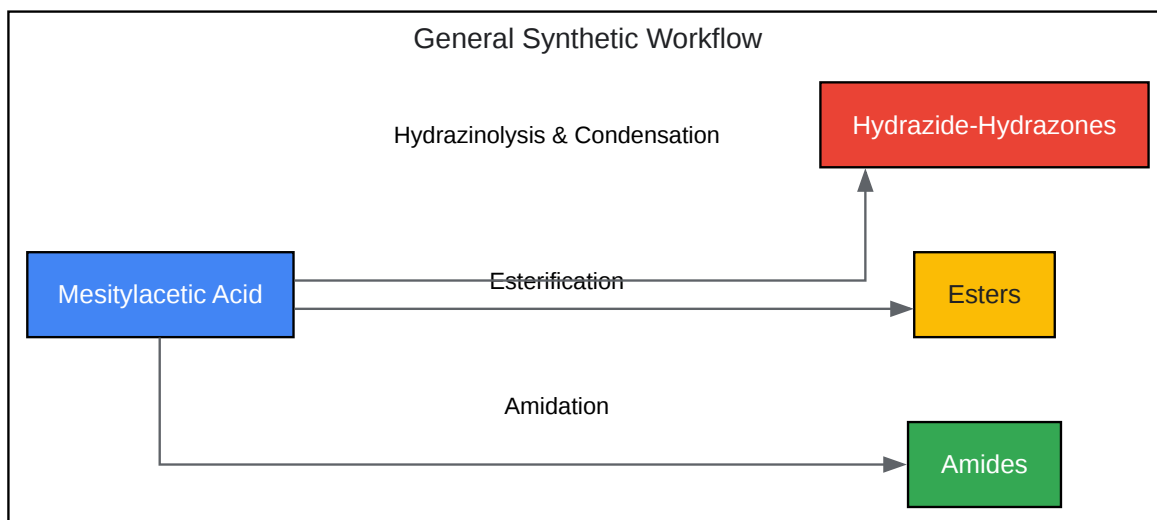 General Synthetic Workflow
Hydrazide-Hydrazones
Hydrazinolysis & Condensation
Mesitylacetic Acid
Esterification
Esters
Amidation
Amides